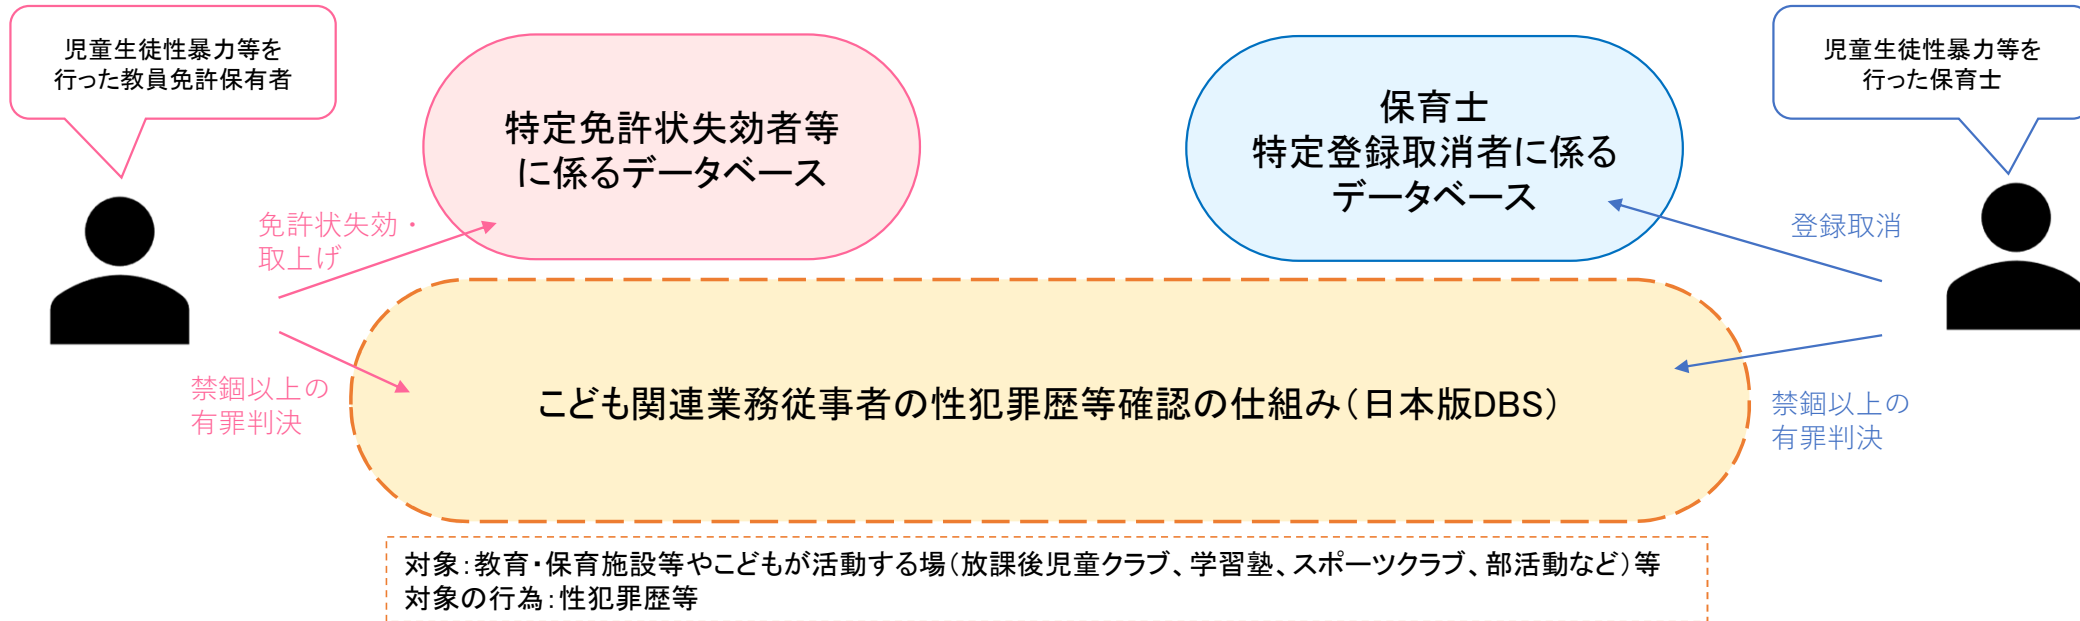 児童生徒性暴力等を
行った教員免許保有者
特定免許状失効者等
に係るデータベース
保育士
特定登録取消者に係る
データベース
児童生徒性暴力等を
行った保育士
免許状失効・
取上げ
登録取消
禁錮以上の
有罪判決
こども関連業務従事者の性犯罪歴等確認の仕組み（日本版DBS）
禁錮以上の
有罪判決
対象：教育・保育施設等やこどもが活動する場（放課後児童クラブ、学習塾、スポーツクラブ、部活動など）等
対象の行為：性犯罪歴等